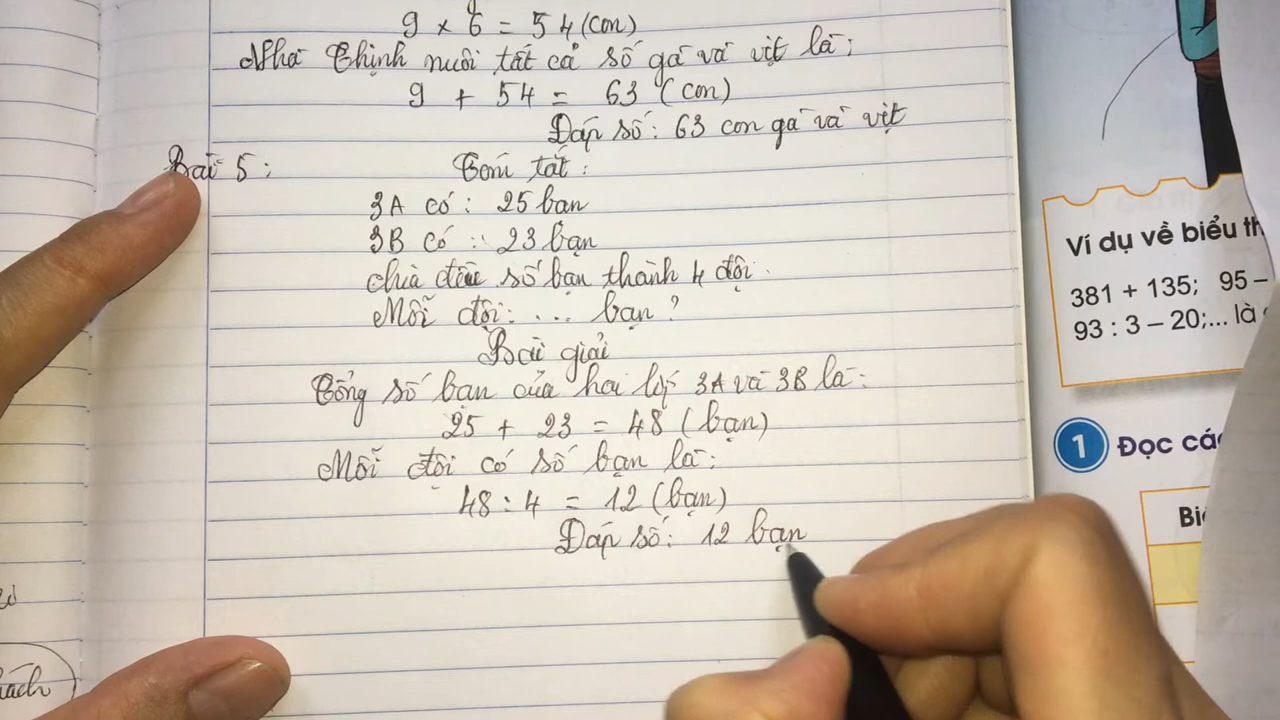 9 × 6 = 54 (con)
Nhà Thịnh nuôi tất cả số gà và vịt là:
9 + 54 = 63 (con)
Đáp số: 63 con gà và vịt
Bài 5:
Tóm tắt:
3A có: 25 bạn
3B có: 23 bạn
chia đều số bạn thành 4 đội.
Mỗi đội: ... bạn?
Bài giải
Tổng số bạn của hai lớp 3A và 3B là:
25 + 23 = 48 (bạn)
Mỗi đội có số bạn là:
48 : 4 = 12 (bạn)
Đáp số: 12 bạn
Ví dụ về biểu th
381 + 135; 95 –
93 : 3 – 20;... là
1 Đọc các
Bi